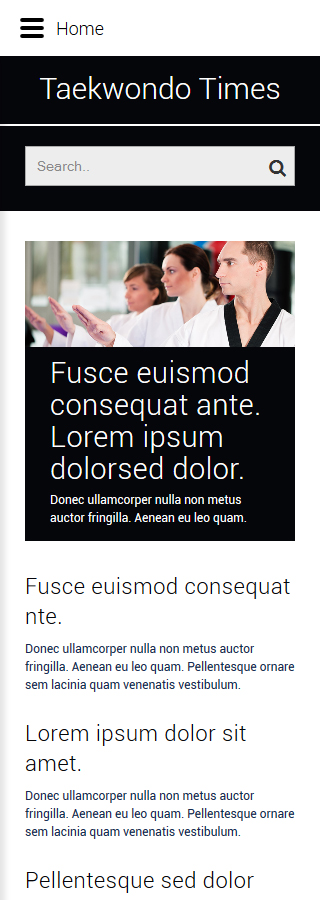 Home
Taekwondo Times
Search..
Fusce euismod
consequat ante.
Lorem ipsum
dolorsed dolor.
Donec ullamcorper nulla non metus
auctor fringilla. Aenean eu leo quam.
Fusce euismod consequat
nte.
Donec ullamcorper nulla non metus auctor
fringilla. Aenean eu leo quam. Pellentesque ornare
sem lacinia quam venenatis vestibulum.
Lorem ipsum dolor sit
amet.
Donec ullamcorper nulla non metus auctor
fringilla. Aenean eu leo quam. Pellentesque ornare
sem lacinia quam venenatis vestibulum.
Pellentesque sed dolor